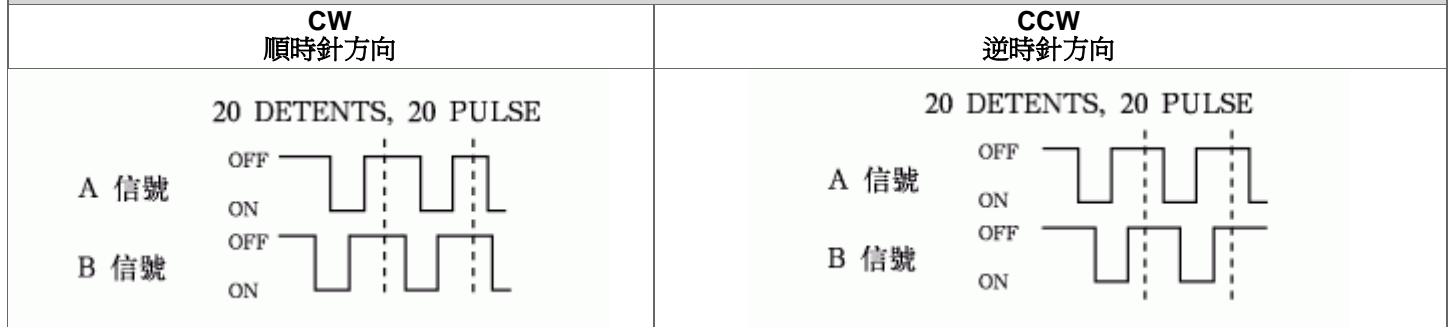 CW
順時針方向
20 DETENTS, 20 PULSE
OFF
A 信號
ON
OFF
B 信號
ON
CCW
逆時針方向
20 DETENTS, 20 PULSE
OFF
A 信號
ON
OFF
B 信號
ON